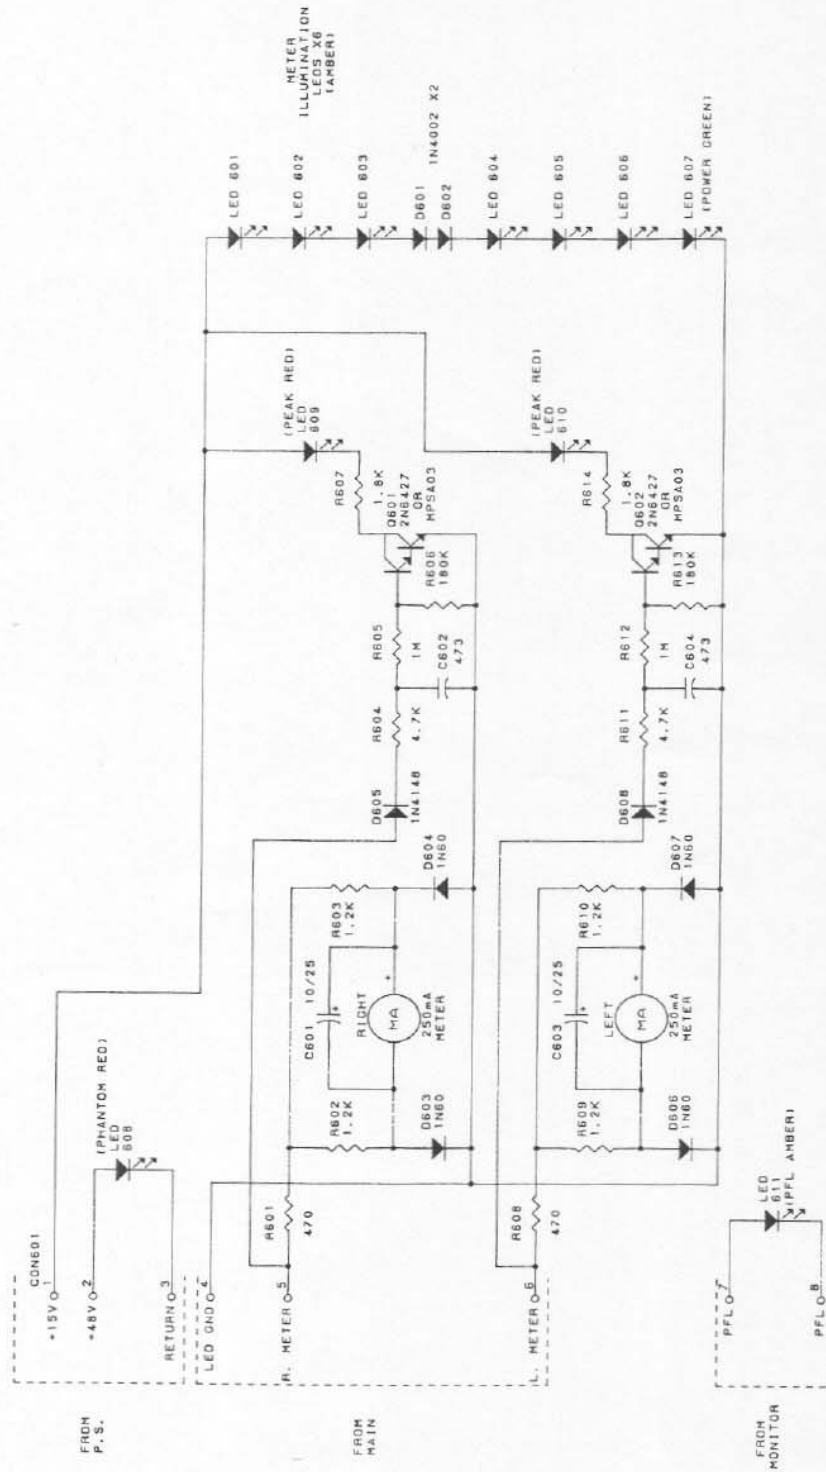 FROM
P.S.
CON601
+15V
1
+48V
2
RETURN
3
(PHANTOM RED)
LED
608
FROM
MAIN
LED GND
4
R. METER
5
L. METER
6
R601
470
R602
1.2K
D603
1N60
C601
10/25
+
RIGHT
MA
+
250mA
METER
R603
1.2K
D604
1N60
D605
1N4148
R604
4.7K
R605
1M
C602
473
R606
180K
R607
1.8K
Q601
2N6427
OR
MPSA03
(PEAK RED)
LED
609
R608
470
R609
1.2K
D606
1N60
C603
10/25
+
LEFT
MA
+
250mA
METER
R610
1.2K
D607
1N60
D608
1N4148
R611
4.7K
R612
1M
C604
473
R613
180K
R614
1.8K
Q602
2N6427
OR
MPSA03
(PEAK RED)
LED
610
METER
ILLUMINATION
LEDS X6
(AMBER)
LED 601
LED 602
LED 603
D601
1N4002 X2
D602
LED 604
LED 605
LED 606
LED 607
(POWER GREEN)
FROM
MONITOR
PFL
7
PFL
8
LED
611
(PFL AMBER)